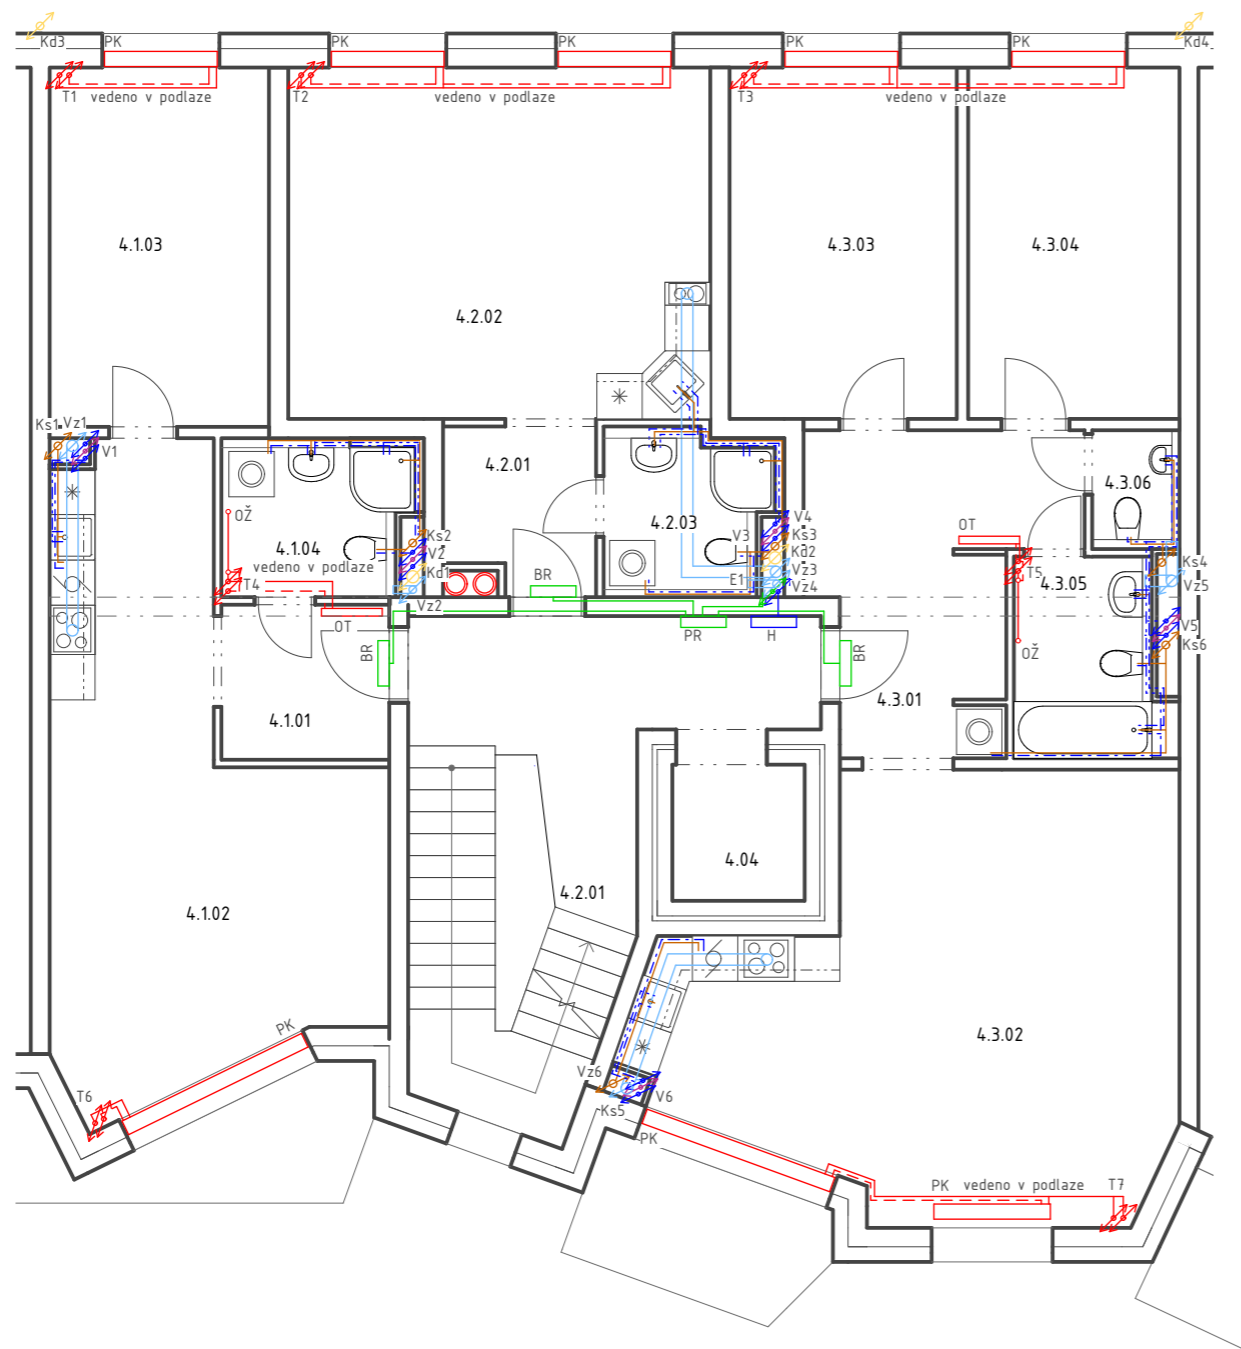 Kd3
PK
PK
PK
PK
PK
Kd4
T1
vedeno v podlaze
T2
vedeno v podlaze
T3
vedeno v podlaze
4.1.03
4.3.03
4.3.04
4.2.02
Ks1
Vz1
V1
4.2.01
4.3.06
OŽ
4.2.03
V4
OT
4.1.04
Ks2
V3
Ks3
V2
Kd2
Ks4
vedeno v podlaze
Kd1
BR
E1
Vz3
T5
4.3.05
T4
Vz4
Vz5
Vz2
OT
PR
H
V5
BR
BR
OŽ
Ks6
4.1.01
4.3.01
4.04
4.2.01
4.1.02
PK
4.3.02
Vz6
T6
Ks5
V6
PK
PK
vedeno v podlaze
T7